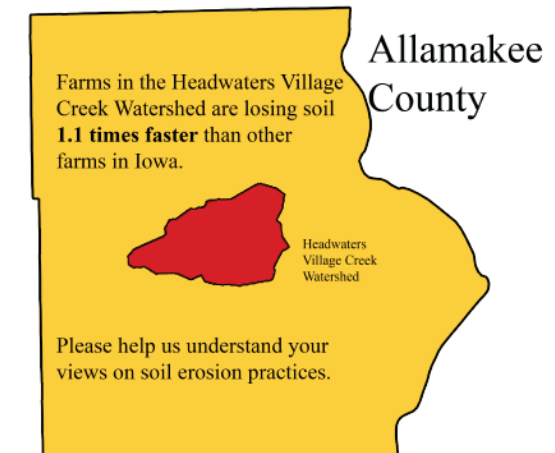 Allamakee
County
Farms in the Headwaters Village
Creek Watershed are losing soil
1.1 times faster than other
farms in Iowa.
Headwaters
Village Creek
Watershed
Please help us understand your
views on soil erosion practices.